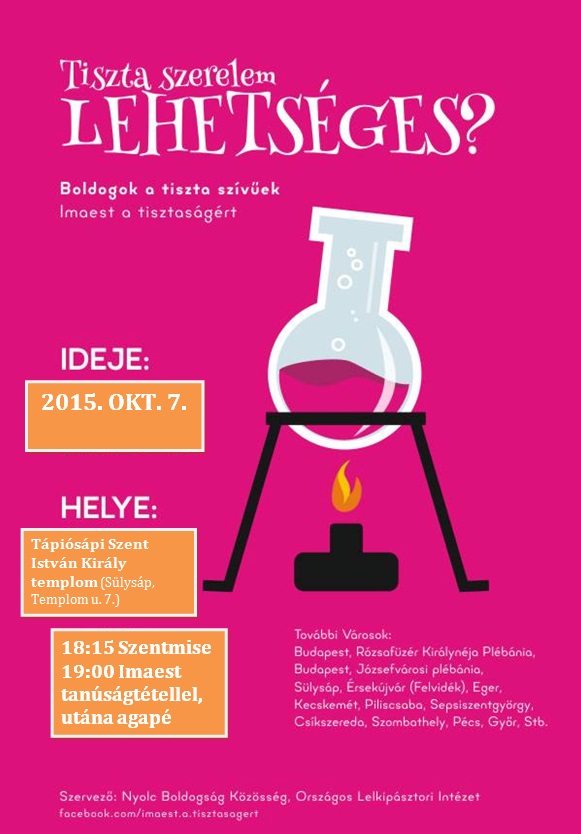 Tiszta szerelem
LEHETSÉGES?
Boldogok a tiszta szívűek
Imaest a tisztaságért
IDEJE:
2015. OKT. 7.
HELYE:
Tápiósápi Szent
István Király
templom (Sülysáp,
Templom u. 7.)
18:15 Szentmise
19:00 Imaest
tanúságtétellel,
utána agapé
További Városok:
Budapest, Rózsafüzér Királynéja Plébánia,
Budapest, Józsefvárosi plébánia,
Sülysáp, Érsekújvár (Felvidék), Eger,
Kecskemét, Piliscsaba, Sepsiszentgyörgy,
Csíkszereda, Szombathely, Pécs, Győr, Stb.
Szervező: Nyolc Boldogság Közösség, Országos Lelkipásztori Intézet
facebook.com/imaest.a.tisztasagert